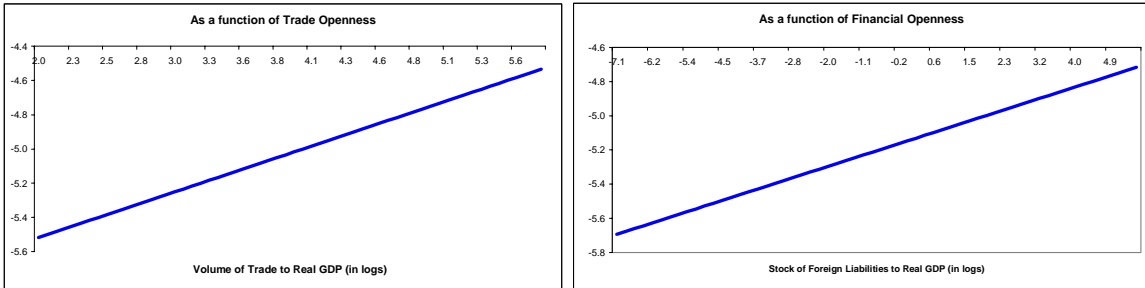 As a function of Trade Openness
-4.4
2.0 2.3 2.5 2.8 3.0 3.3 3.6 3.8 4.1 4.3 4.6 4.8 5.1 5.3 5.6
-4.6
-4.8
-5.0
-5.2
-5.4
-5.6
Volume of Trade to Real GDP (in logs)
As a function of Financial Openness
-4.6
-7.1 -6.2 -5.4 -4.5 -3.7 -2.8 -2.0 -1.1 -0.2 0.6 1.5 2.3 3.2 4.0 4.9
-4.8
-5.0
-5.2
-5.4
-5.6
-5.8
Stock of Foreign Liabilities to Real GDP (in logs)